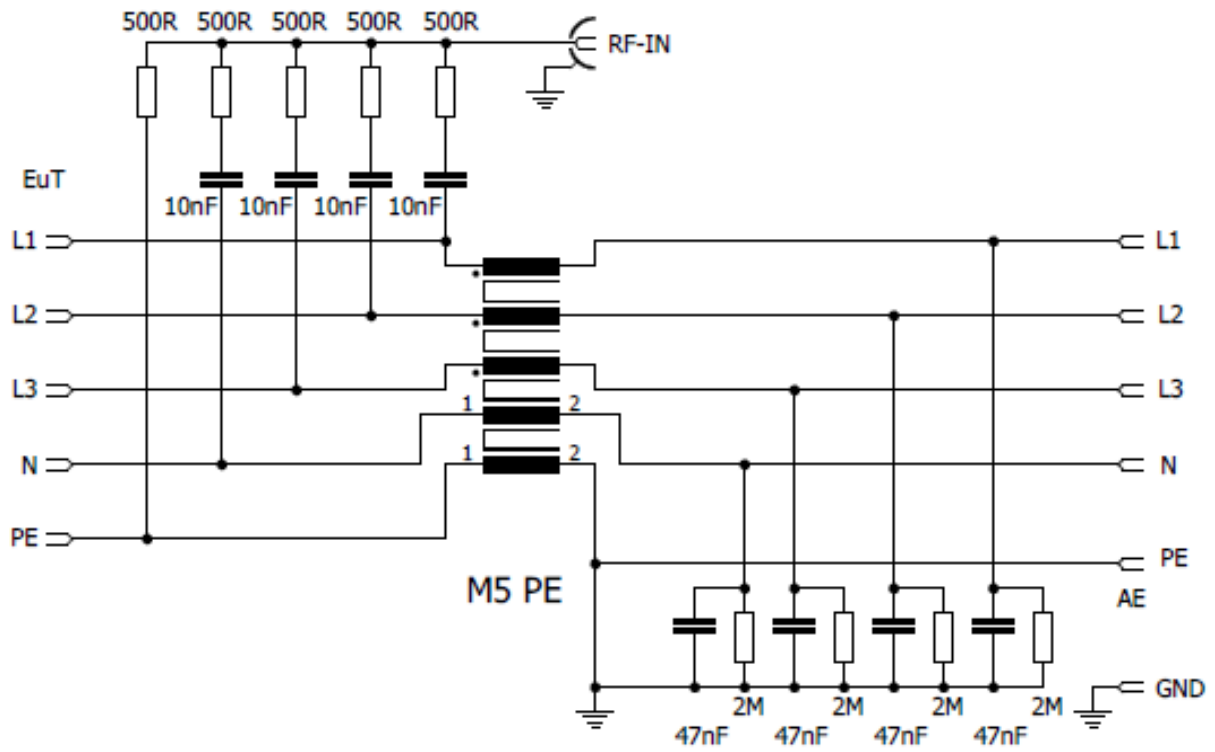 500R 500R 500R 500R 500R
RF-IN
EuT
10nF 10nF 10nF 10nF
L1 L1
L2 L2
L3 L3
1 2
N N
1 2
PE PE
M5 PE
AE
GND
2M 2M 2M 2M
47nF 47nF 47nF 47nF